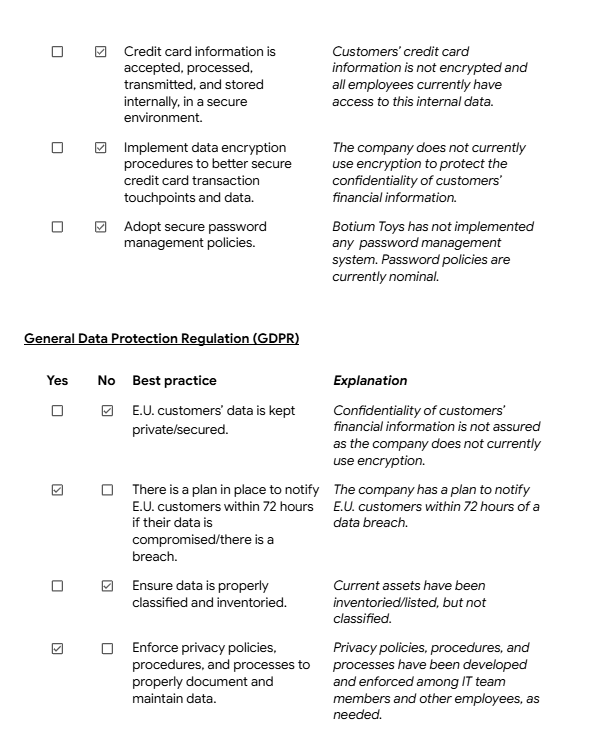 Credit card information is
accepted, processed,
transmitted, and stored
internally, in a secure
environment.
Customers' credit card
information is not encrypted and
all employees currently have
access to this internal data.
Implement data encryption
procedures to better secure
credit card transaction
touchpoints and data.
The company does not currently
use encryption to protect the
confidentiality of customers'
financial information.
Adopt secure password
management policies.
Botium Toys has not implemented
any  password management
system. Password policies are
currently nominal.
General Data Protection Regulation (GDPR)
Yes No Best practice Explanation
E.U. customers' data is kept
private/secured.
Confidentiality of customers'
financial information is not assured
as the company does not currently
use encryption.
There is a plan in place to notify
E.U. customers within 72 hours
if their data is
compromised/there is a
breach.
The company has a plan to notify
E.U. customers within 72 hours of a
data breach.
Ensure data is properly
classified and inventoried.
Current assets have been
inventoried/listed, but not
classified.
Enforce privacy policies,
procedures, and processes to
properly document and
maintain data.
Privacy policies, procedures, and
processes have been developed
and enforced among IT team
members and other employees, as
needed.